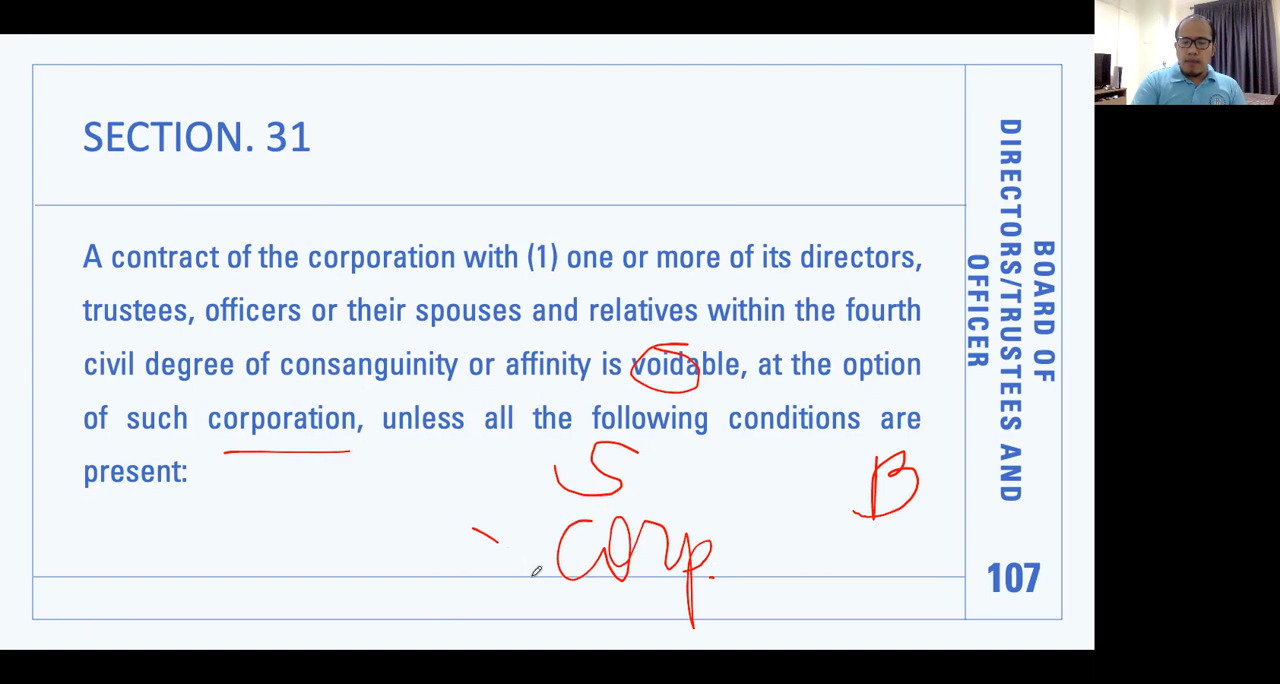 SECTION. 31
A contract of the corporation with (1) one or more of its directors,
trustees, officers or their spouses and relatives within the fourth
civil degree of consanguinity or affinity is voidable, at the option
of such corporation, unless all the following conditions are
present:
S
B
Corp.
BOARD OF
DIRECTORS/TRUSTEES AND
OFFICER
107